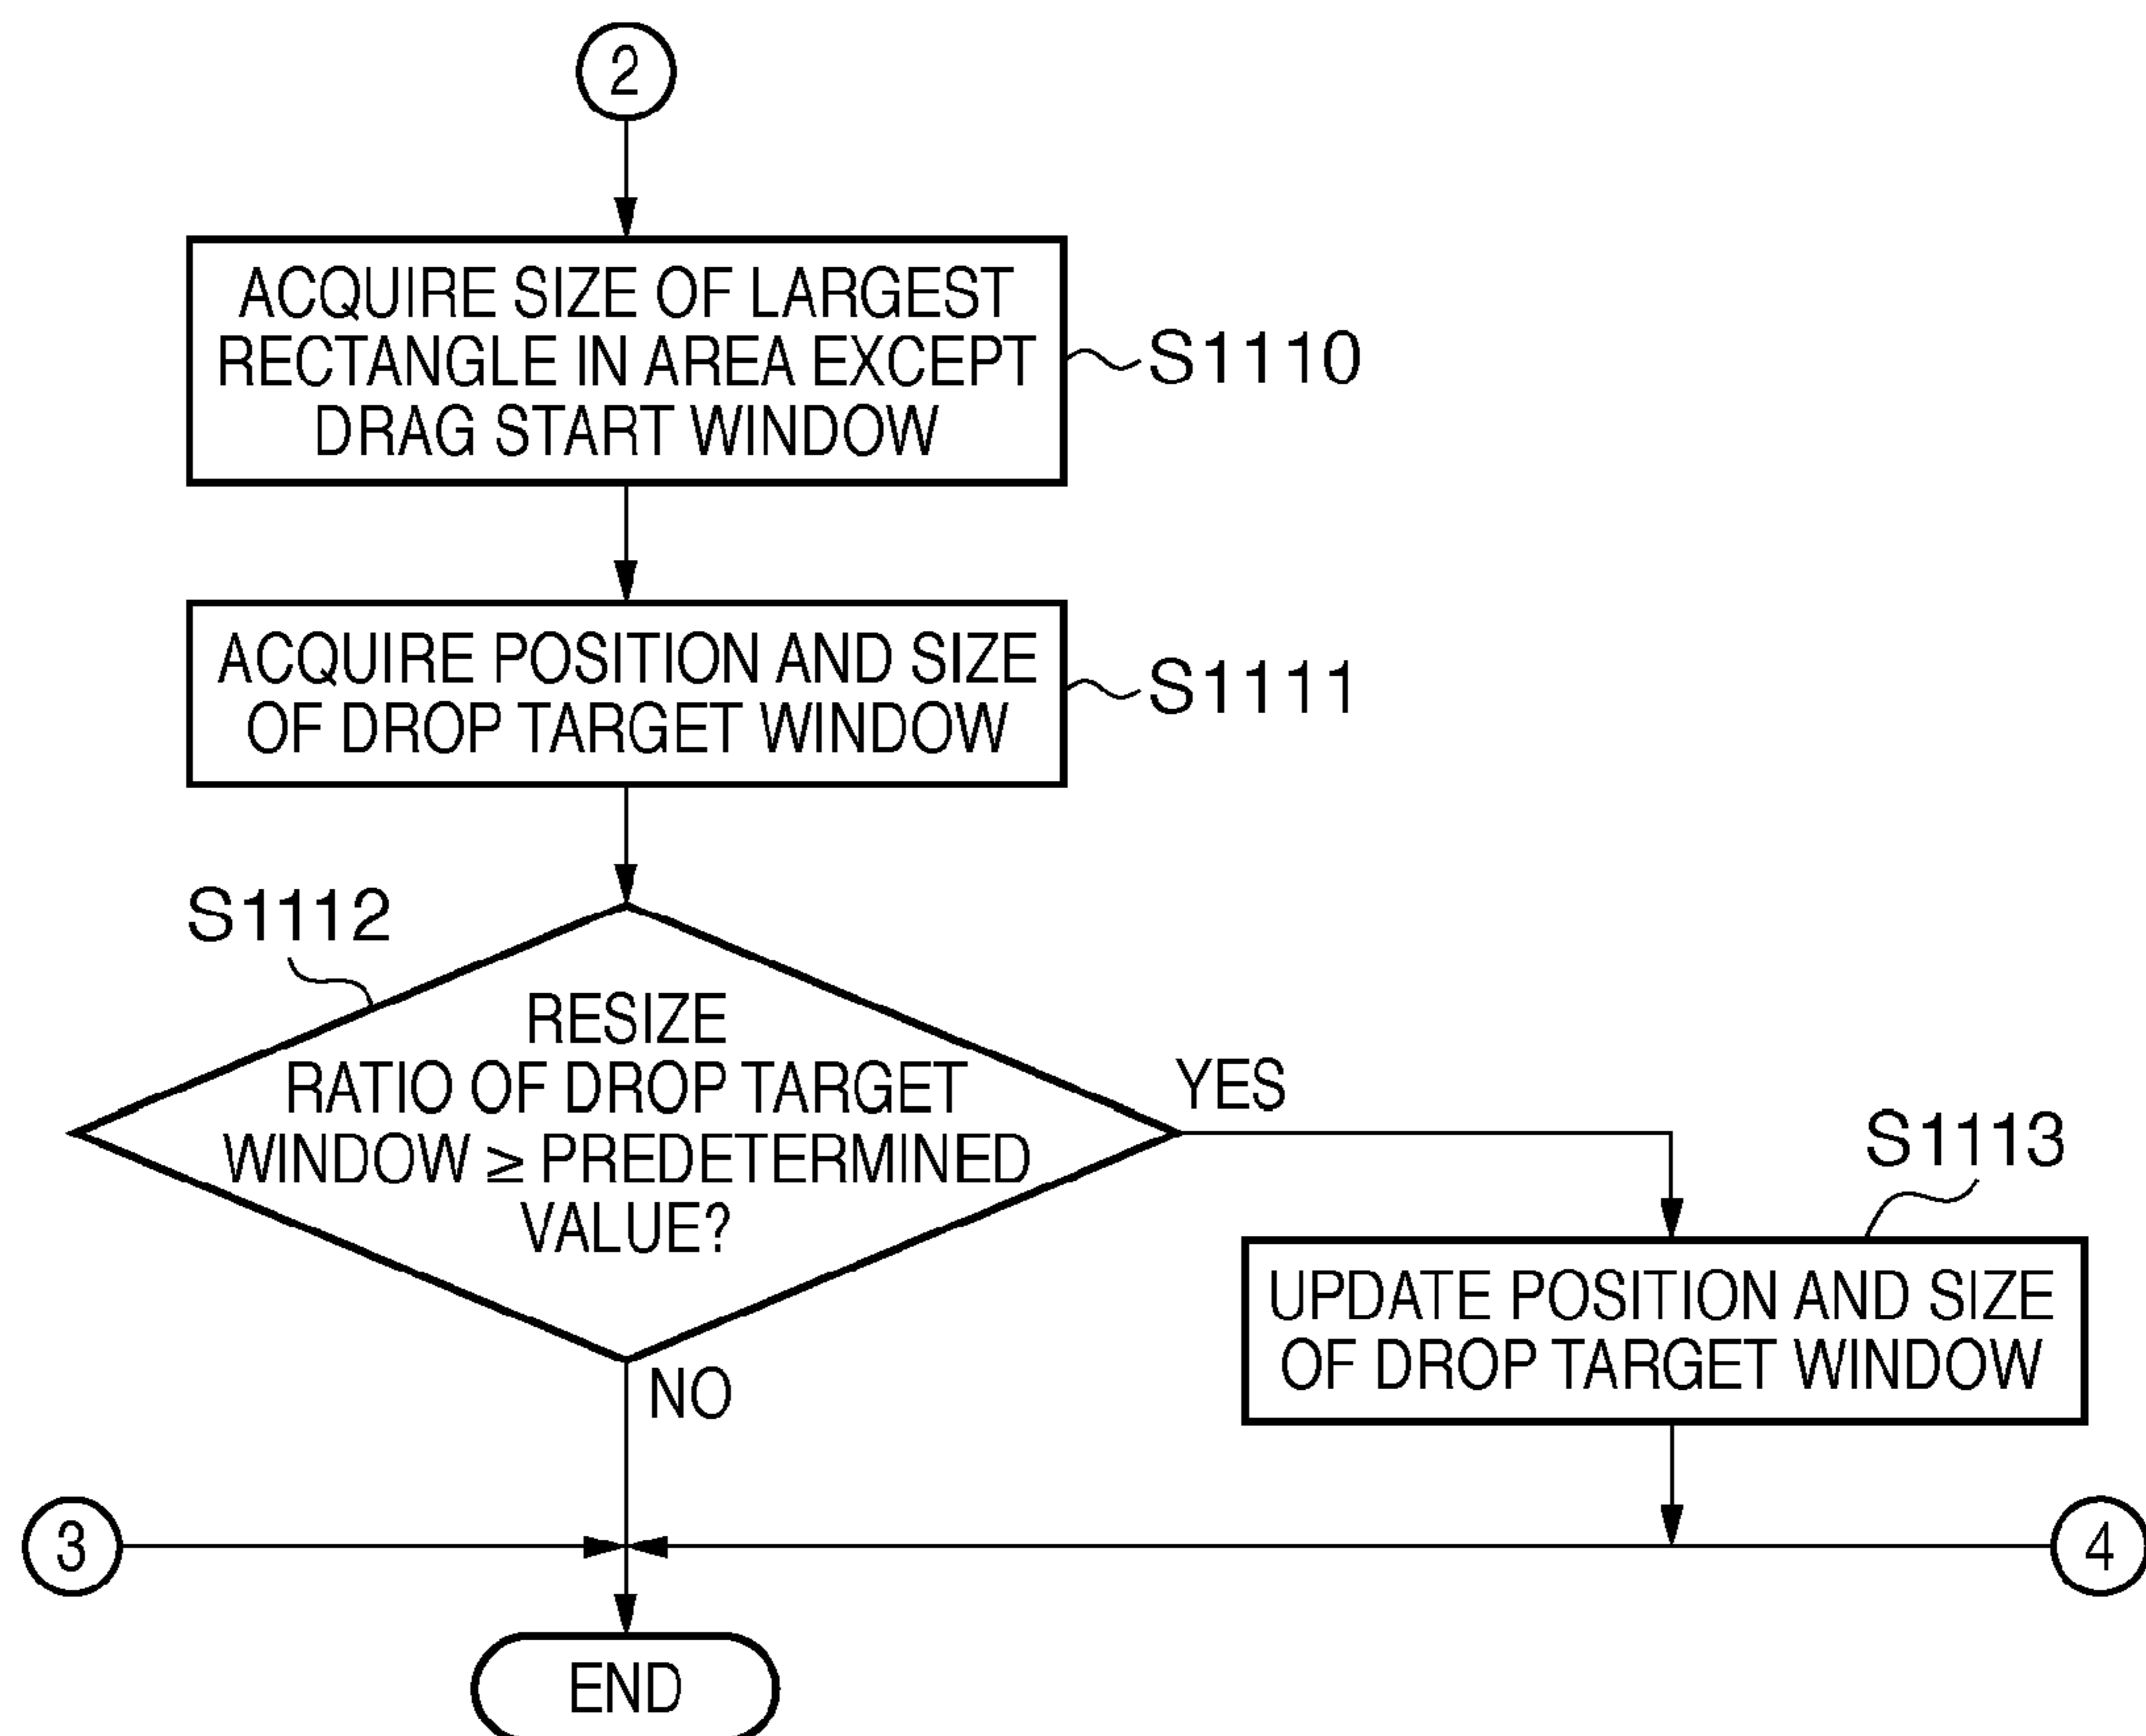 2
ACQUIRE SIZE OF LARGEST
RECTANGLE IN AREA EXCEPT
DRAG START WINDOW
S1110
ACQUIRE POSITION AND SIZE
OF DROP TARGET WINDOW
S1111
S1112
RESIZE
RATIO OF DROP TARGET
WINDOW ≥ PREDETERMINED
VALUE?
YES
S1113
UPDATE POSITION AND SIZE
OF DROP TARGET WINDOW
NO
3
4
END